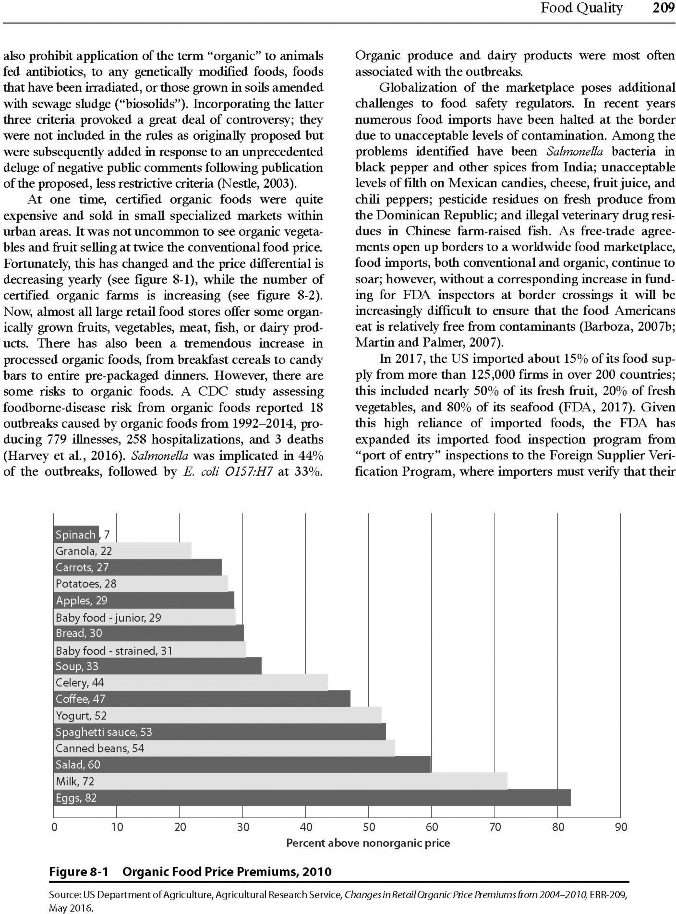 Food Quality 209
also prohibit application of the term “organic” to animals
fed antibiotics, to any genetically modified foods, foods
that have been irradiated, or those grown in soils amended
with sewage sludge (“biosolids”). Incorporating the latter
three criteria provoked a great deal of controversy; they
were not included in the rules as originally proposed but
were subsequently added in response to an unprecedented
deluge of negative public comments following publication
of the proposed, less restrictive criteria (Nestle, 2003).
At one time, certified organic foods were quite
expensive and sold in small specialized markets within
urban areas. It was not uncommon to see organic vegeta-
bles and fruit selling at twice the conventional food price.
Fortunately, this has changed and the price differential is
decreasing yearly (see figure 8-1), while the number of
certified organic farms is increasing (see figure 8-2).
Now, almost all large retail food stores offer some organ-
ically grown fruits, vegetables, meat, fish, or dairy prod-
ucts. There has also been a tremendous increase in
processed organic foods, from breakfast cereals to candy
bars to entire pre-packaged dinners. However, there are
some risks to organic foods. A CDC study assessing
foodborne-disease risk from organic foods reported 18
outbreaks caused by organic foods from 1992–2014, pro-
ducing 779 illnesses, 258 hospitalizations, and 3 deaths
(Harvey et al., 2016). Salmonella was implicated in 44%
of the outbreaks, followed by E. coli O157:H7 at 33%.
Organic produce and dairy products were most often
associated with the outbreaks.
Globalization of the marketplace poses additional
challenges to food safety regulators. In recent years
numerous food imports have been halted at the border
due to unacceptable levels of contamination. Among the
problems identified have been Salmonella bacteria in
black pepper and other spices from India; unacceptable
levels of filth on Mexican candies, cheese, fruit juice, and
chili peppers; pesticide residues on fresh produce from
the Dominican Republic; and illegal veterinary drug resi-
dues in Chinese farm-raised fish. As free-trade agree-
ments open up borders to a worldwide food marketplace,
food imports, both conventional and organic, continue to
soar; however, without a corresponding increase in fund-
ing for FDA inspectors at border crossings it will be
increasingly difficult to ensure that the food Americans
eat is relatively free from contaminants (Barboza, 2007b;
Martin and Palmer, 2007).
In 2017, the US imported about 15% of its food sup-
ply from more than 125,000 firms in over 200 countries;
this included nearly 50% of its fresh fruit, 20% of fresh
vegetables, and 80% of its seafood (FDA, 2017). Given
this high reliance of imported foods, the FDA has
expanded its imported food inspection program from
“port of entry” inspections to the Foreign Supplier Veri-
fication Program, where importers must verify that their
Spinach, 7
Granola, 22
Carrots, 27
Potatoes, 28
Apples, 29
Baby food - junior, 29
Bread, 30
Baby food - strained, 31
Soup, 33
Celery, 44
Coffee, 47
Yogurt, 52
Spaghetti sauce, 53
Canned beans, 54
Salad, 60
Milk, 72
Eggs, 82
0 10 20 30 40 50 60 70 80 90
Percent above nonorganic price
Figure 8-1 Organic Food Price Premiums, 2010
Source: US Department of Agriculture, Agricultural Research Service, Changes in Retail Organic Price Premiums from 2004–2010, ERR-209,
May 2016.